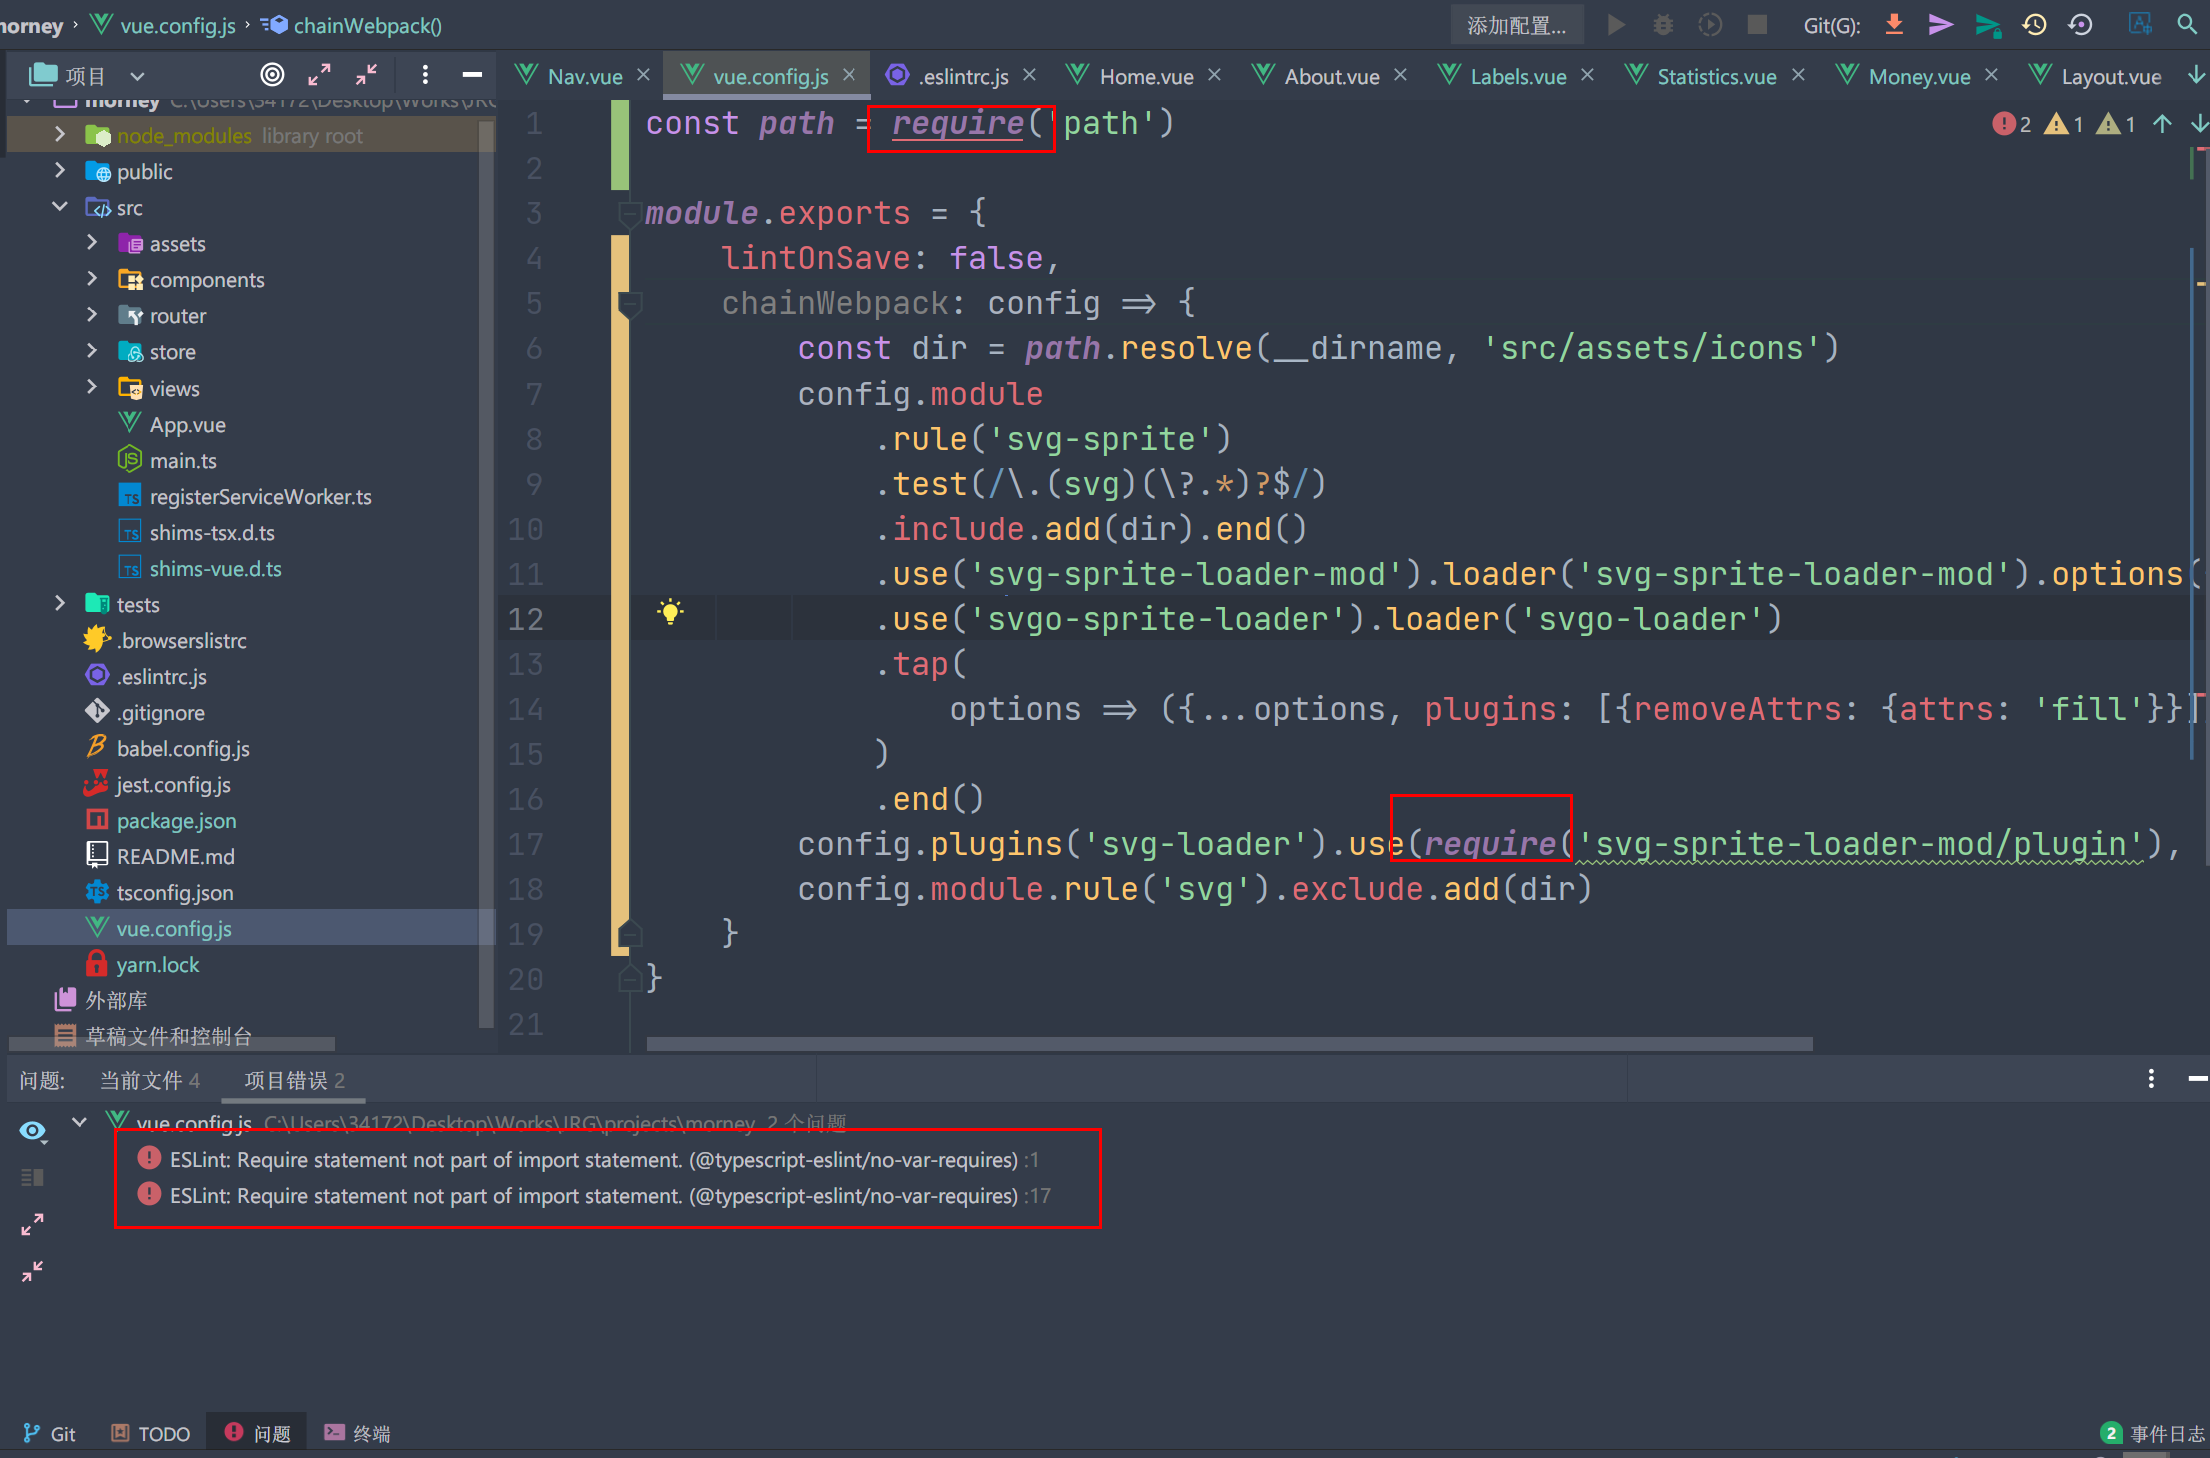 morney › vue.config.js › chainWebpack()
添加配置...
Git(G):
项目
Nav.vue
vue.config.js
.eslintrc.js
Home.vue
About.vue
Labels.vue
Statistics.vue
Money.vue
Layout.vue
morney C:\Users\34172\Desktop\Works\JRG
node_modules library root
public
src
assets
components
router
store
views
App.vue
main.ts
registerServiceWorker.ts
shims-tsx.d.ts
shims-vue.d.ts
tests
.browserslistrc
.eslintrc.js
.gitignore
babel.config.js
jest.config.js
package.json
README.md
tsconfig.json
vue.config.js
yarn.lock
外部库
草稿文件和控制台
2 1 1
1 const path = require('path')
2
3 module.exports = {
4 lintOnSave: false,
5 chainWebpack: config => {
6 const dir = path.resolve(__dirname, 'src/assets/icons')
7 config.module
8 .rule('svg-sprite')
9 .test(/\.(svg)(\?.*)?$/)
10 .include.add(dir).end()
11 .use('svg-sprite-loader-mod').loader('svg-sprite-loader-mod').options(
12 .use('svgo-sprite-loader').loader('svgo-loader')
13 .tap(
14 options => ({...options, plugins: [{removeAttrs: {attrs: 'fill'}}]
15 )
16 .end()
17 config.plugins('svg-loader').use(require('svg-sprite-loader-mod/plugin'),
18 config.module.rule('svg').exclude.add(dir)
19 }
20 }
21
问题: 当前文件 4 项目错误 2
vue.config.js C:\Users\34172\Desktop\Works\JRG\projects\morney 2 个问题
ESLint: Require statement not part of import statement. (@typescript-eslint/no-var-requires) :1
ESLint: Require statement not part of import statement. (@typescript-eslint/no-var-requires) :17
Git
TODO
问题
终端
2 事件日志